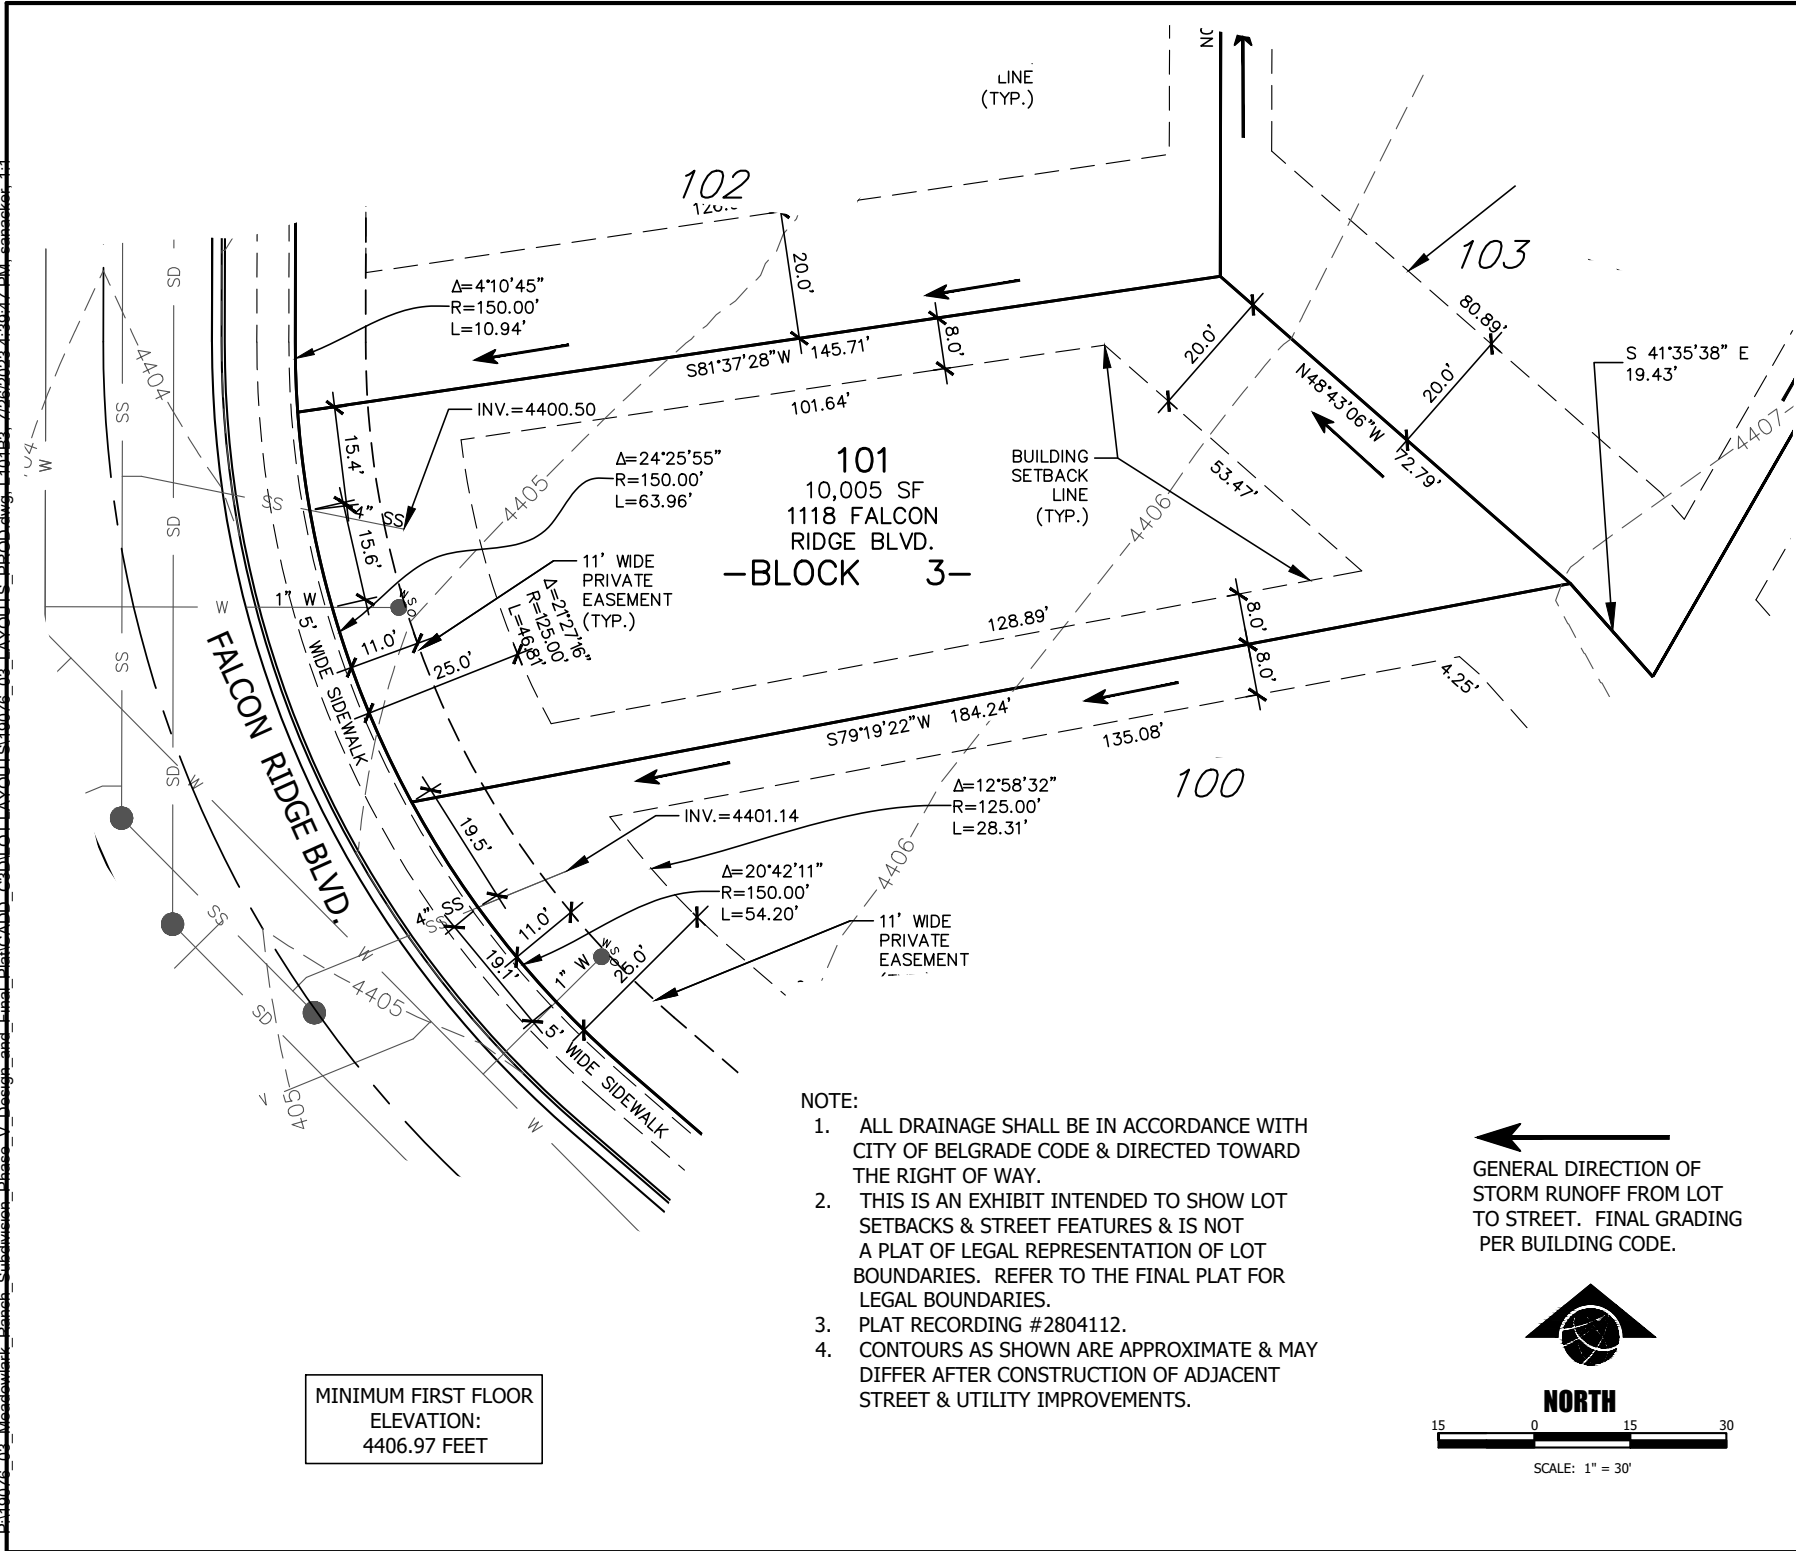 LINE
(TYP.)
102
20.0'
Δ=4°10'45"
R=150.00'
L=10.94'
103
80.89'
S 41°35'38" E
19.43'
S81°37'28"W 145.71'
8.0'
20.0'
N48°43'06"W
72.79'
20.0'
4407
4404
INV.=4400.50
101.64'
15.4'
Δ=24°25'55"
R=150.00'
L=63.96'
4405
101
10,005 SF
1118 FALCON
RIDGE BLVD.
-BLOCK 3-
BUILDING
SETBACK
LINE
(TYP.)
53.47'
4406
4" SS
15.6'
11' WIDE
PRIVATE
EASEMENT
(TYP.)
1" W
Δ=21°27'16"
R=125.00'
L=46.81'
11.0'
25.0'
128.89'
8.0'
8.0'
5' WIDE SIDEWALK
FALCON RIDGE BLVD.
S79°19'22"W 184.24'
135.08'
4.25'
100
INV.=4401.14
Δ=12°58'32"
R=125.00'
L=28.31'
19.5'
4406
Δ=20°42'11"
R=150.00'
L=54.20'
4" SS
11.0'
19.1'
1" W
11' WIDE
PRIVATE
EASEMENT
4405
5' WIDE SIDEWALK
SS
SD
W
NOTE:
1. ALL DRAINAGE SHALL BE IN ACCORDANCE WITH
CITY OF BELGRADE CODE & DIRECTED TOWARD
THE RIGHT OF WAY.
2. THIS IS AN EXHIBIT INTENDED TO SHOW LOT
SETBACKS & STREET FEATURES & IS NOT
A PLAT OF LEGAL REPRESENTATION OF LOT
BOUNDARIES. REFER TO THE FINAL PLAT FOR
LEGAL BOUNDARIES.
3. PLAT RECORDING #2804112.
4. CONTOURS AS SHOWN ARE APPROXIMATE & MAY
DIFFER AFTER CONSTRUCTION OF ADJACENT
STREET & UTILITY IMPROVEMENTS.
GENERAL DIRECTION OF
STORM RUNOFF FROM LOT
TO STREET. FINAL GRADING
PER BUILDING CODE.
NORTH
15 0 15 30
SCALE: 1" = 30'
MINIMUM FIRST FLOOR
ELEVATION:
4406.97 FEET